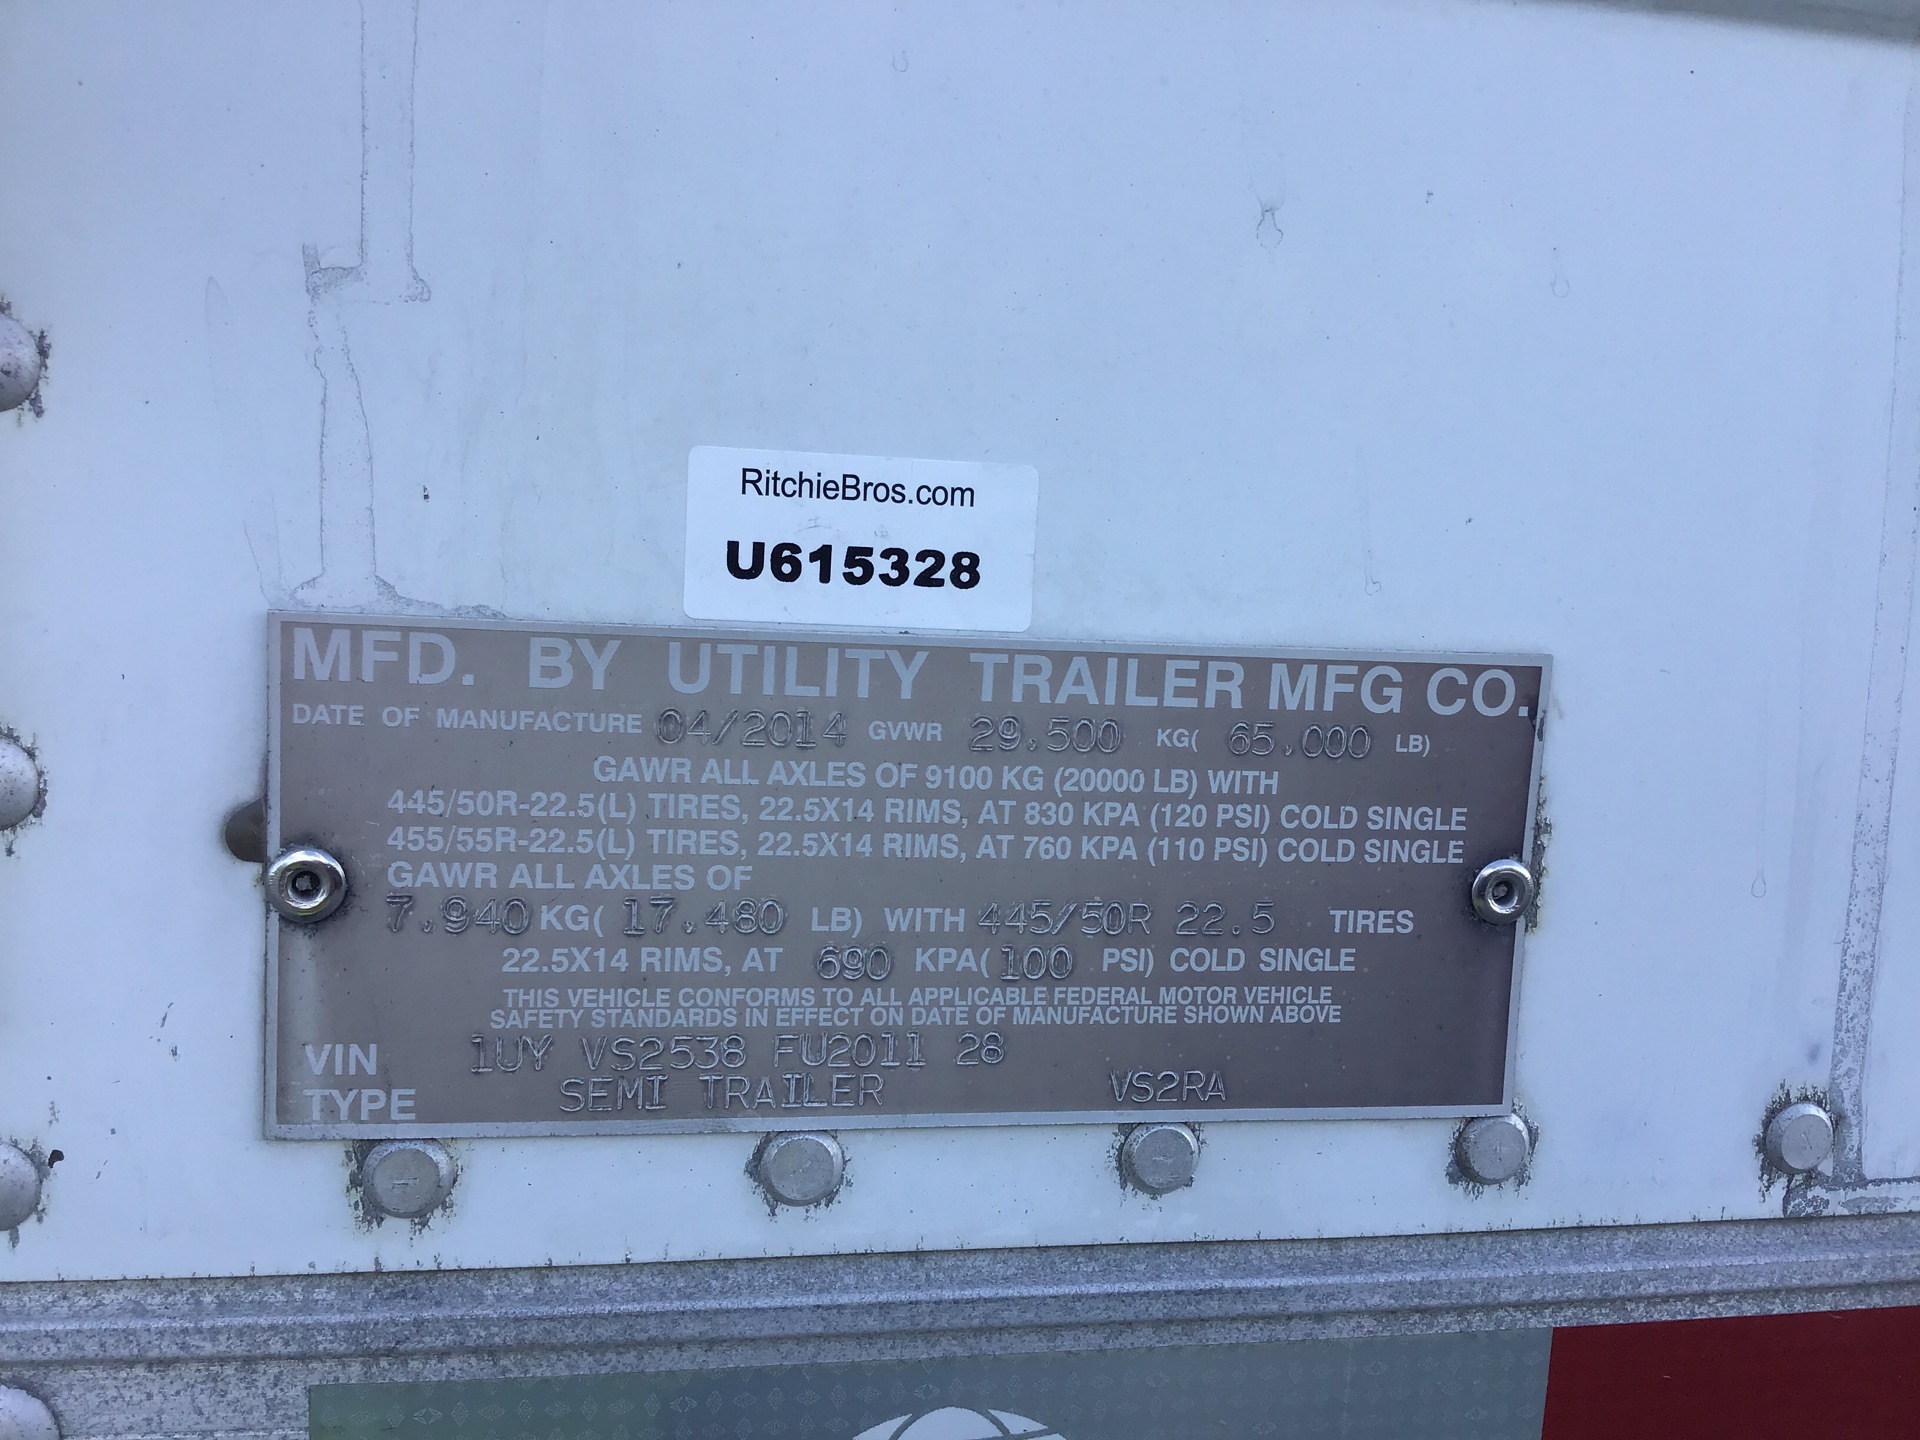 RitchieBros.com
U615328
MFD. BY UTILITY TRAILER MFG CO.
DATE OF MANUFACTURE 04/2014 GVWR 29.500 KG( 65.000 LB)
GAWR ALL AXLES OF 9100 KG (20000 LB) WITH
445/50R-22.5(L) TIRES, 22.5X14 RIMS, AT 830 KPA (120 PSI) COLD SINGLE
455/55R-22.5(L) TIRES, 22.5X14 RIMS, AT 760 KPA (110 PSI) COLD SINGLE
GAWR ALL AXLES OF
7.940 KG( 17.480 LB) WITH 445/50R 22.5 TIRES
22.5X14 RIMS, AT 690 KPA( 100 PSI) COLD SINGLE
THIS VEHICLE CONFORMS TO ALL APPLICABLE FEDERAL MOTOR VEHICLE
SAFETY STANDARDS IN EFFECT ON DATE OF MANUFACTURE SHOWN ABOVE
VIN 1UY VS2538 FU2011 28
TYPE SEMI TRAILER VS2RA